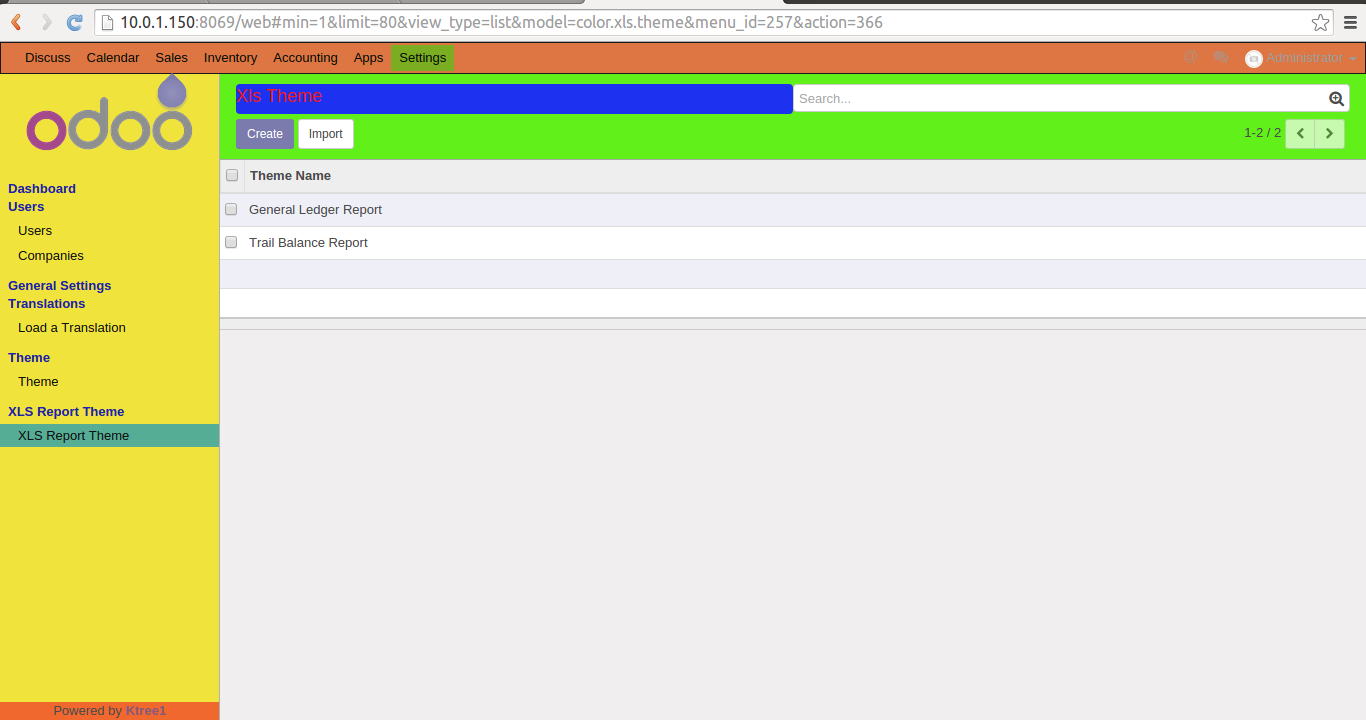 10.0.1.150:8069/web#min=1&limit=80&view_type=list&model=color.xls.theme&menu_id=257&action=366
Discuss Calendar Sales Inventory Accounting Apps Settings @ Administrator
odoo
Xls Theme Search...
Create Import 1-2 / 2
Dashboard
Users
Users
Companies
General Settings
Translations
Load a Translation
Theme
Theme
XLS Report Theme
XLS Report Theme
Powered by Ktree1
Theme Name
General Ledger Report
Trail Balance Report